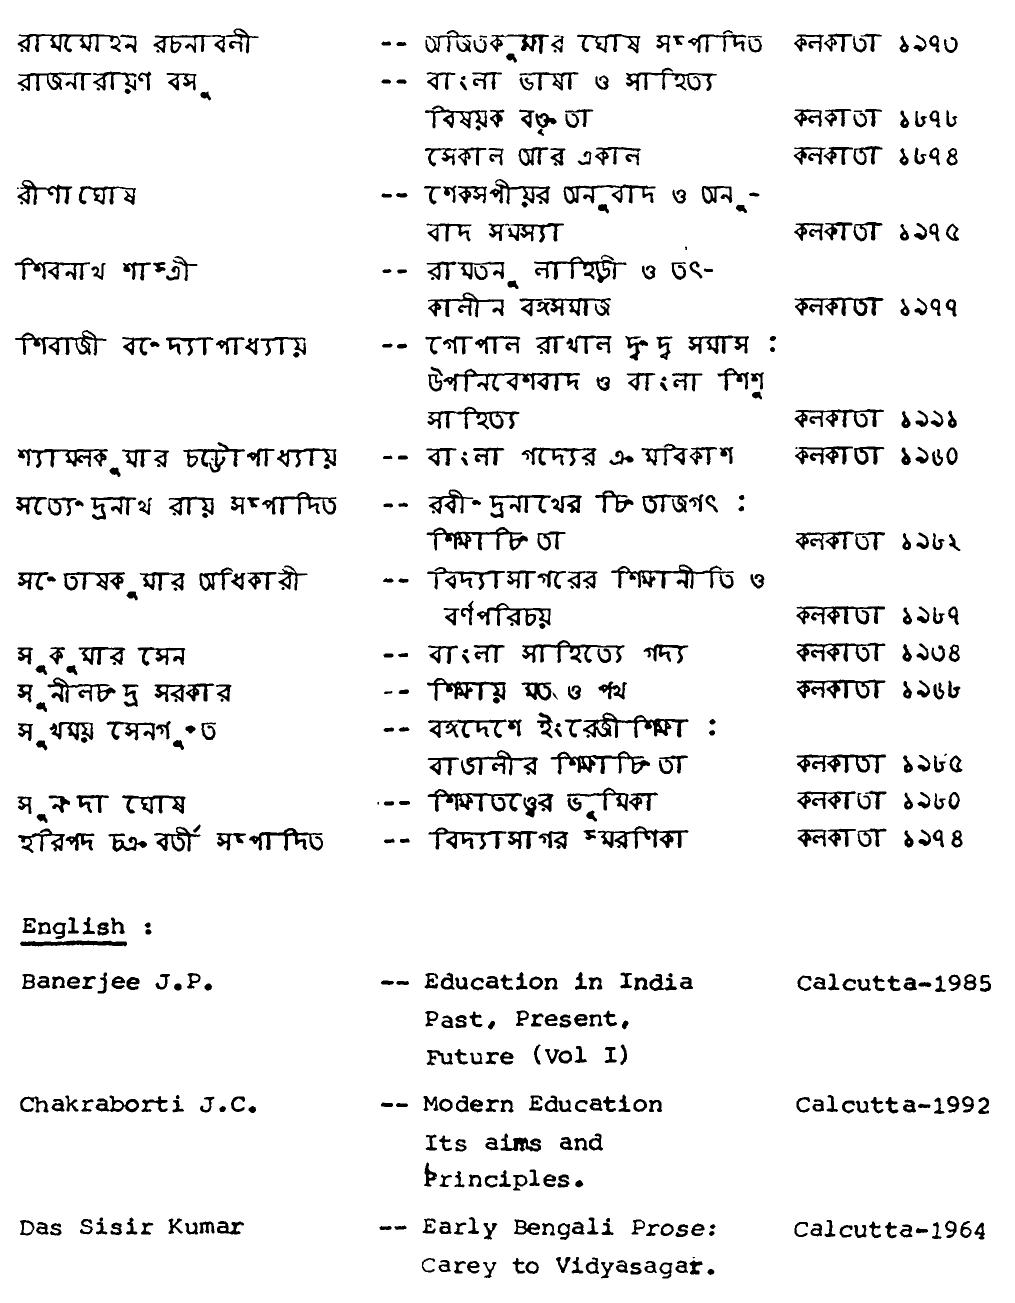 রামমোহন রচনাবলী -- অজিতকুমার ঘোষ সম্পাদিত কলকাতা ১৯৭৩
রাজনারায়ণ বসু -- বাংলা ভাষা ও সাহিত্য
বিষয়ক বক্তৃতা কলকাতা ১৮৭৮
সেকাল আর একাল কলকাতা ১৮৭৪
রীণা ঘোষ -- শেকসপীয়র অনুবাদ ও অনু-
বাদ সমস্যা কলকাতা ১৯৭৫
শিবনাথ শাস্ত্রী -- রামতনু লাহিড়ী ও তৎ-
কালীন বঙ্গসমাজ কলকাতা ১৯৭৭
শিবাজী বন্দ্যোপাধ্যায় -- গোপাল রাখাল দ্বন্দ্ব সমাস :
উপনিবেশবাদ ও বাংলা শিশু
সাহিত্য কলকাতা ১৯৯১
শ্যামলকুমার চট্টোপাধ্যায় -- বাংলা গদ্যের ক্রমবিকাশ কলকাতা ১৯৬০
সত্যেন্দ্রনাথ রায় সম্পাদিত -- রবীন্দ্রনাথের চিন্তাজগৎ :
শিক্ষাচিন্তা কলকাতা ১৯৮২
সন্তোষকুমার অধিকারী -- বিদ্যাসাগরের শিক্ষানীতি ও
বর্ণপরিচয় কলকাতা ১৯৮৭
সুকুমার সেন -- বাংলা সাহিত্যে গদ্য কলকাতা ১৯৩৪
সুনীলচন্দ্র সরকার -- শিক্ষায় মত ও পথ কলকাতা ১৯৬৮
সুখময় সেনগুপ্ত -- বঙ্গদেশে ইংরেজী শিক্ষা :
বাঙালীর শিক্ষাচিন্তা কলকাতা ১৯৮৫
সুনন্দা ঘোষ -- শিক্ষাতত্ত্বের ভূমিকা কলকাতা ১৯৮০
হরিপদ চক্রবর্তী সম্পাদিত -- বিদ্যাসাগর স্মরণিকা কলকাতা ১৯৭৪
English :
Banerjee J.P. -- Education in India Calcutta-1985
Past, Present,
Future (Vol I)
Chakraborti J.C. -- Modern Education Calcutta-1992
Its aims and
Principles.
Das Sisir Kumar -- Early Bengali Prose: Calcutta-1964
Carey to Vidyasagar.